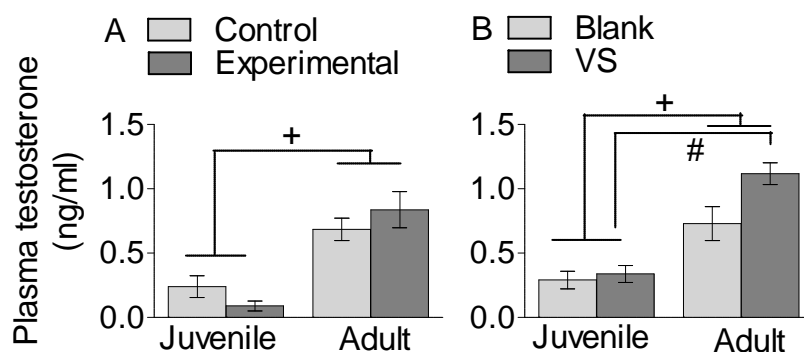 A Control
Experimental
B Blank
VS
Plasma testosterone
(ng/ml)
1.5
1.0
0.5
0.0
+
Juvenile Adult
1.5
1.0
0.5
0.0
+
#
Juvenile Adult